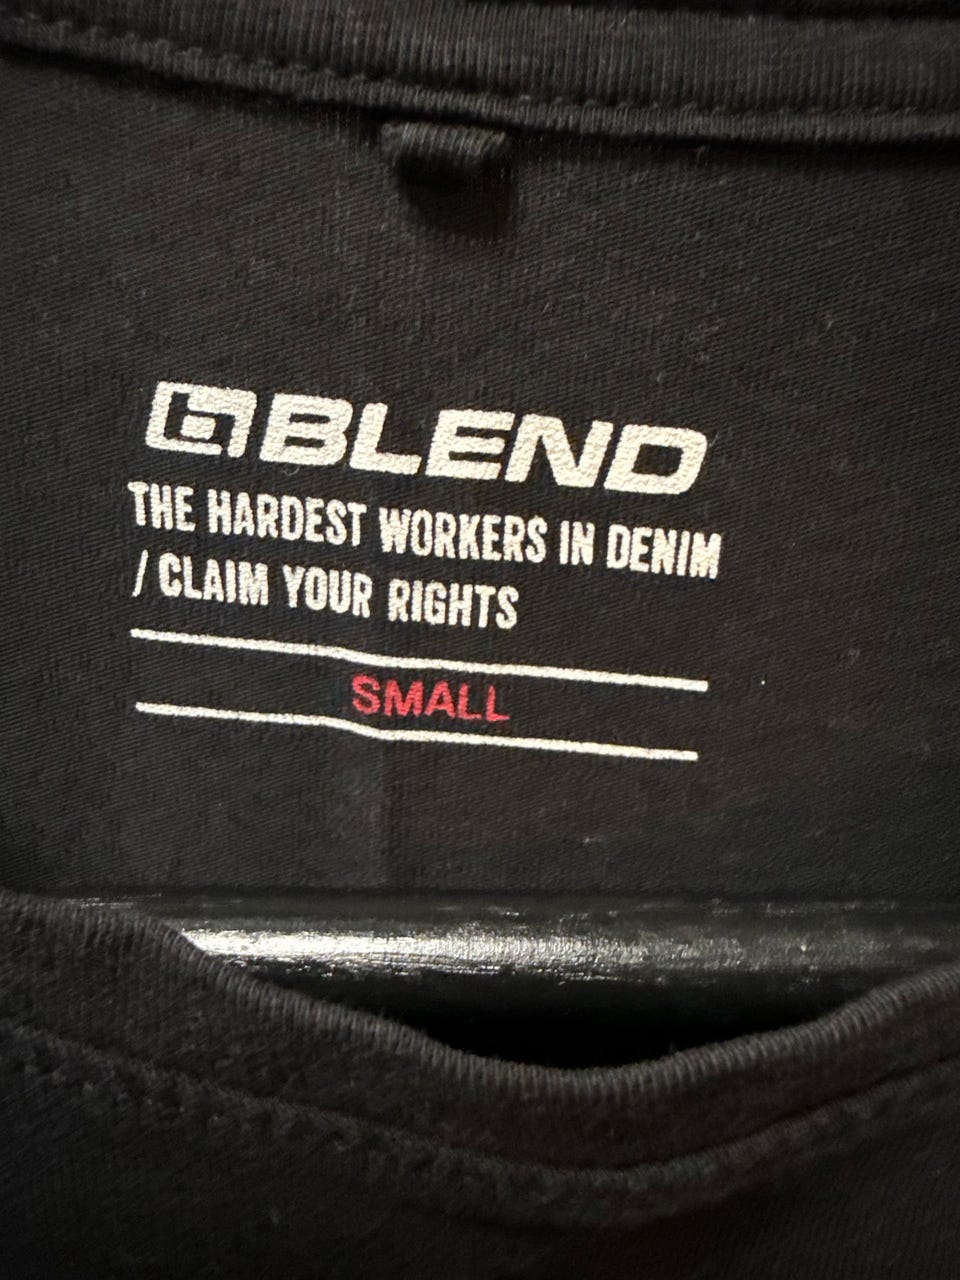 BLEND
THE HARDEST WORKERS IN DENIM
/ CLAIM YOUR RIGHTS
SMALL